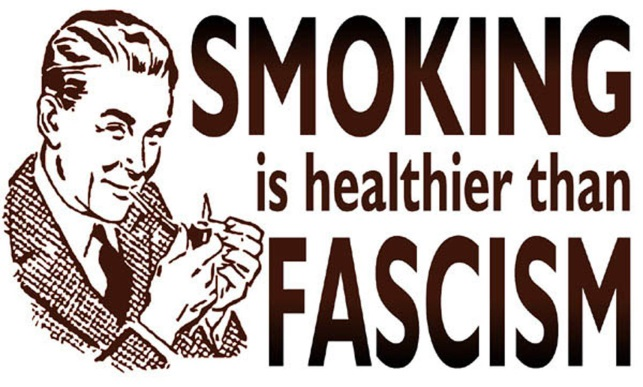 SMOKING
is healthier than
FASCISM